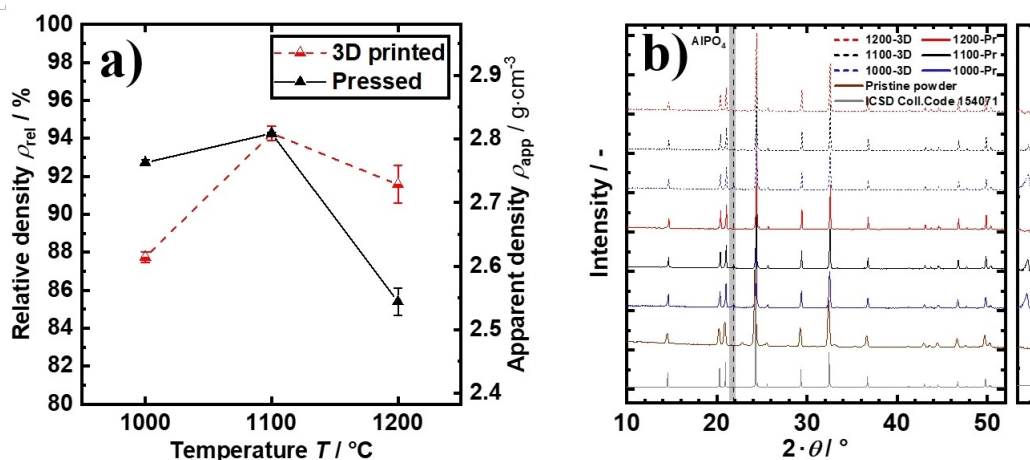 a)
3D printed
Pressed
Relative density ρrel / %
100
98
96
94
92
90
88
86
84
82
80
Apparent density ρapp / g·cm-3
2.9
2.8
2.7
2.6
2.5
2.4
1000 1100 1200
Temperature T / °C
b)
AlPO4
1200-3D 1200-Pr
1100-3D 1100-Pr
1000-3D 1000-Pr
Pristine powder
ICSD Coll.Code 154071
Intensity / -
10 20 30 40 50
2·θ / °